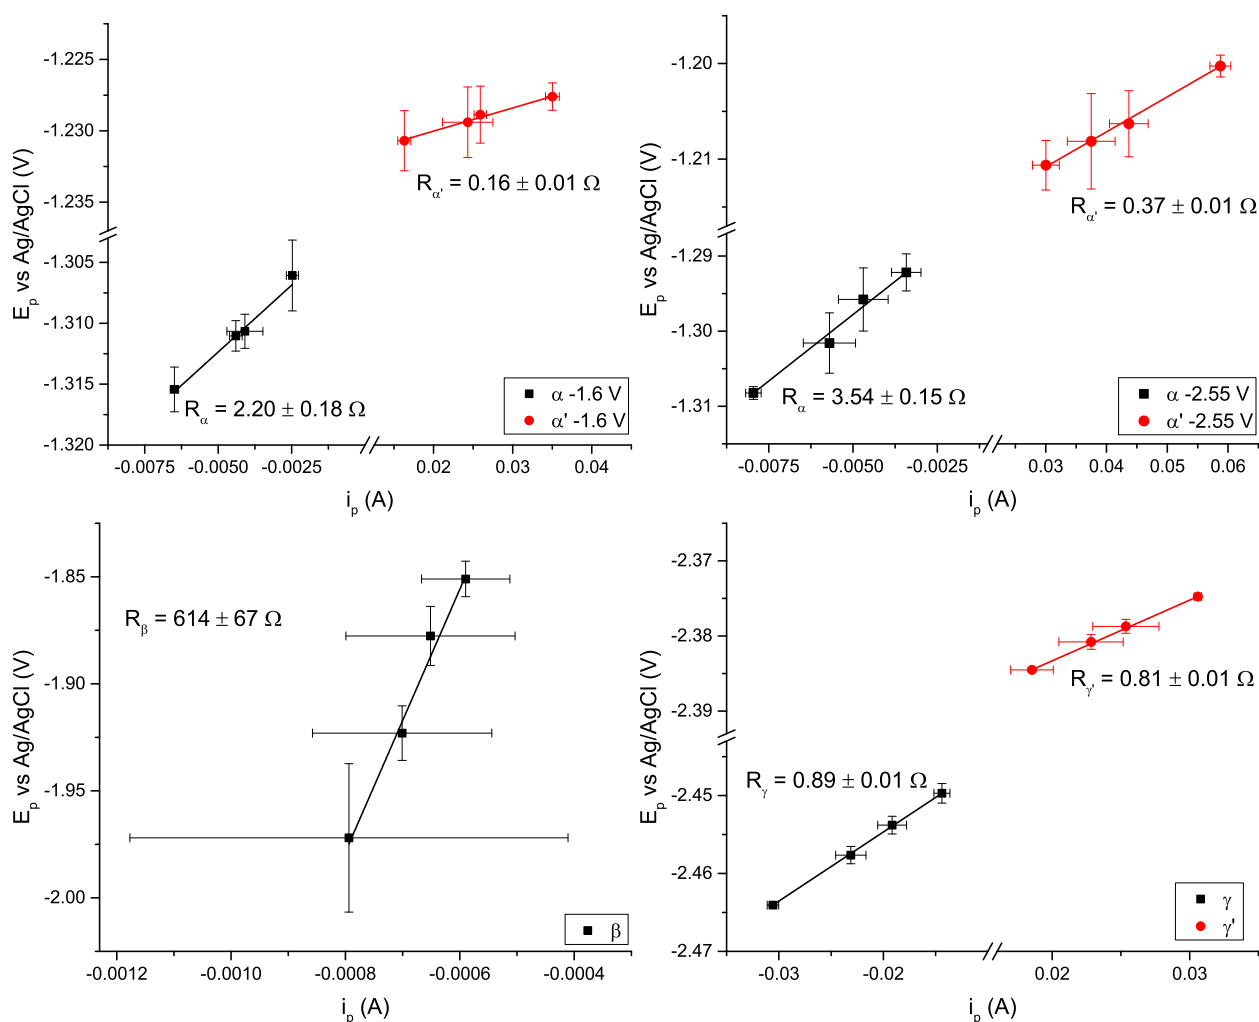 -1.225
-1.230
-1.235
-1.305
-1.310
-1.315
-1.320
E_p vs Ag/AgCl (V)
R_α' = 0.16 ± 0.01 Ω
R_α = 2.20 ± 0.18 Ω
α -1.6 V
α' -1.6 V
-0.0075 -0.0050 -0.0025 0.02 0.03 0.04
i_p (A)
-1.20
-1.21
-1.29
-1.30
-1.31
E_p vs Ag/AgCl (V)
R_α' = 0.37 ± 0.01 Ω
R_α = 3.54 ± 0.15 Ω
α -2.55 V
α' -2.55 V
-0.0075 -0.0050 -0.0025 0.03 0.04 0.05 0.06
i_p (A)
-1.85
-1.90
-1.95
-2.00
E_p vs Ag/AgCl (V)
R_β = 614 ± 67 Ω
β
-0.0012 -0.0010 -0.0008 -0.0006 -0.0004
i_p (A)
-2.37
-2.38
-2.39
-2.45
-2.46
-2.47
E_p vs Ag/AgCl (V)
R_γ' = 0.81 ± 0.01 Ω
R_γ = 0.89 ± 0.01 Ω
γ
γ'
-0.03 -0.02 0.02 0.03
i_p (A)